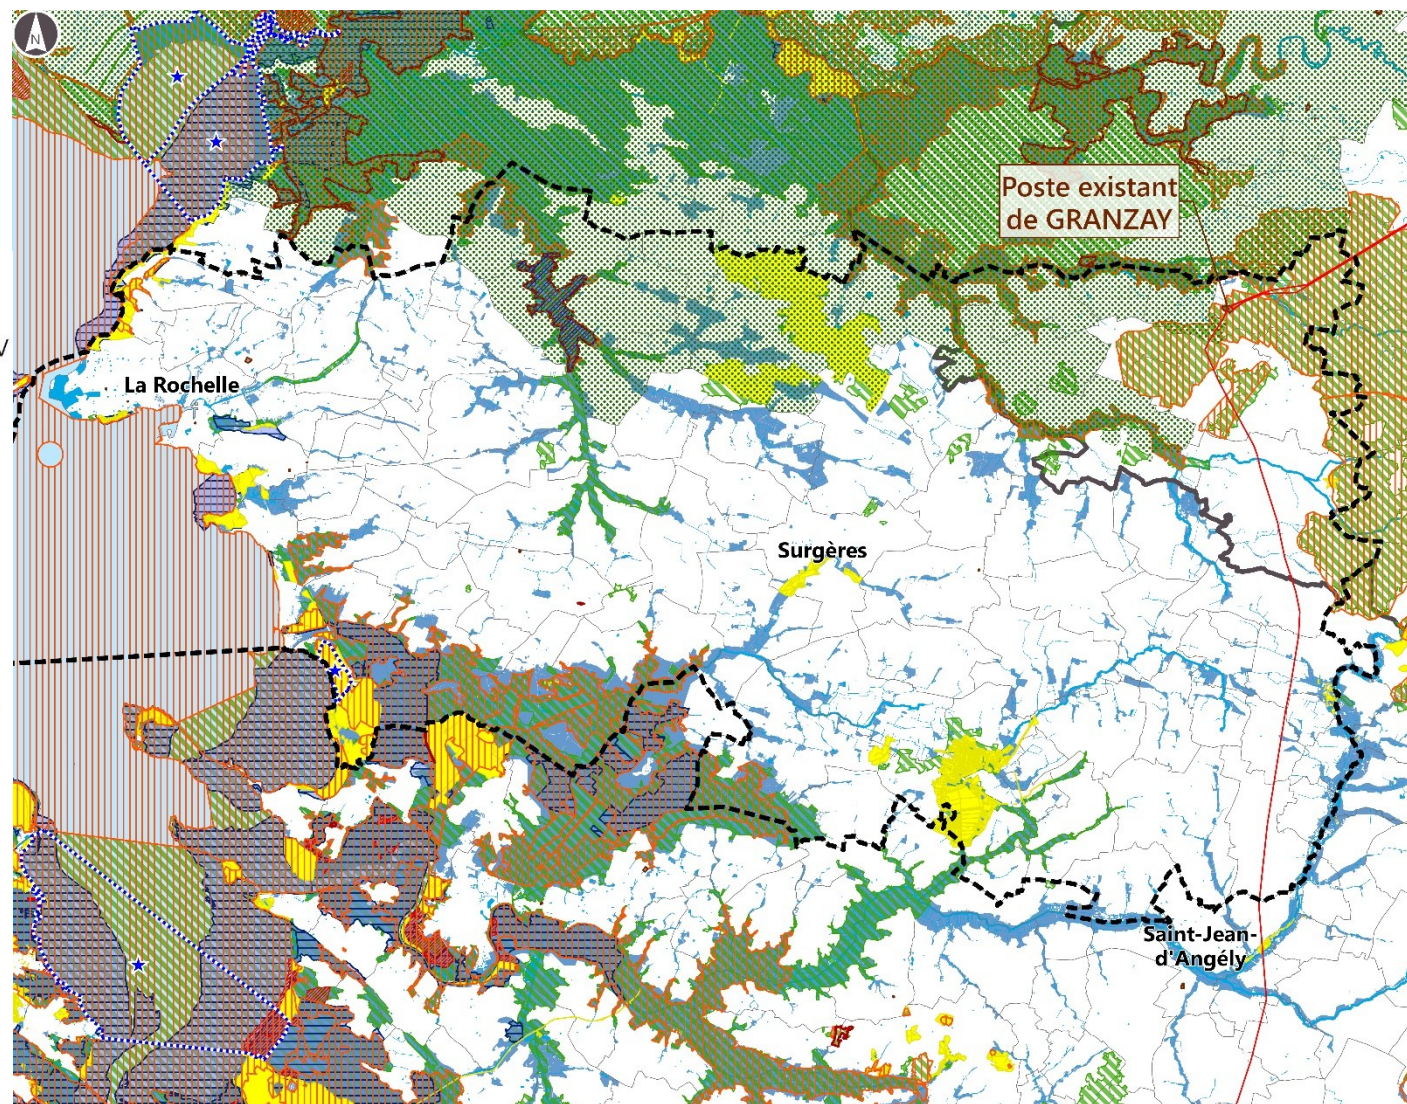 N
Poste existant
de GRANZAY
V
La Rochelle
Surgères
Saint-Jean-
d'Angély